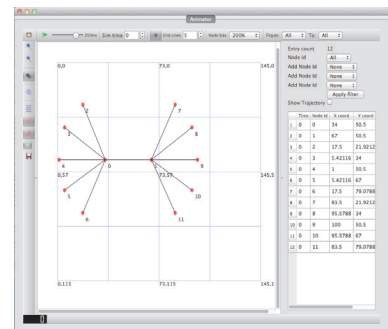 Animator
200ms Sim time 0 Grid Lines 5 Node Size 200% From: All To: All
Entry count 12
Node Id All
Add Node Id None
Add Node Id None
Add Node Id None
Apply filter
Show Trajectory
0,0 73,0 145,0
2 7
3 8
4 0 1 9
0,57 73,57 145,5
5 10
6 11
0,115 73,115 145,1
Time Node Id X count Y count
1 0 0 34 50.5
2 0 1 67 50.5
3 0 2 17.5 21.9212
4 0 3 5.42116 34
5 0 4 1 50.5
6 0 5 5.42116 67
7 0 6 17.5 79.0788
8 0 7 83.5 21.9212
9 0 8 95.5788 34
10 0 9 100 50.5
11 0 10 95.5788 67
12 0 11 83.5 79.0788